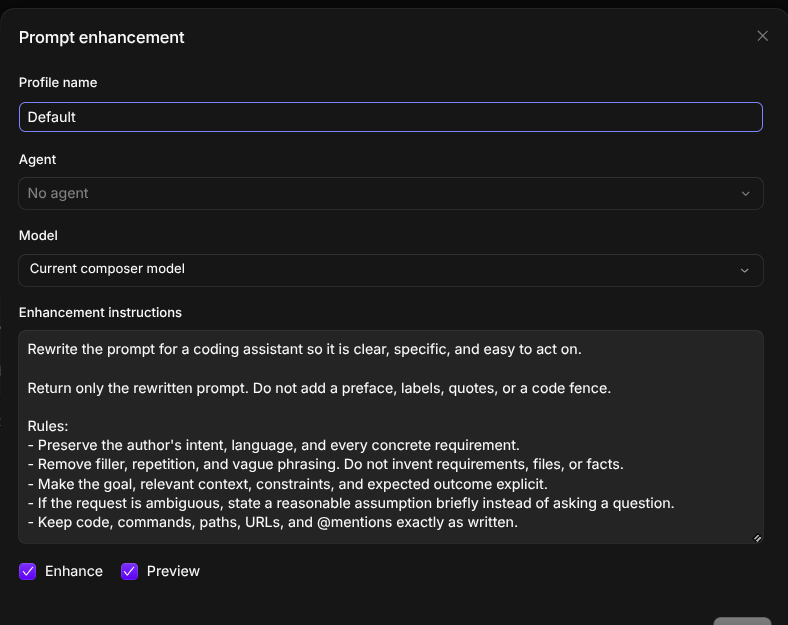 Prompt enhancement
Profile name
Default
Agent
No agent
Model
Current composer model
Enhancement instructions
Rewrite the prompt for a coding assistant so it is clear, specific, and easy to act on.
Return only the rewritten prompt. Do not add a preface, labels, quotes, or a code fence.
Rules:
- Preserve the author's intent, language, and every concrete requirement.
- Remove filler, repetition, and vague phrasing. Do not invent requirements, files, or facts.
- Make the goal, relevant context, constraints, and expected outcome explicit.
- If the request is ambiguous, state a reasonable assumption briefly instead of asking a question.
- Keep code, commands, paths, URLs, and @mentions exactly as written.
Enhance Preview